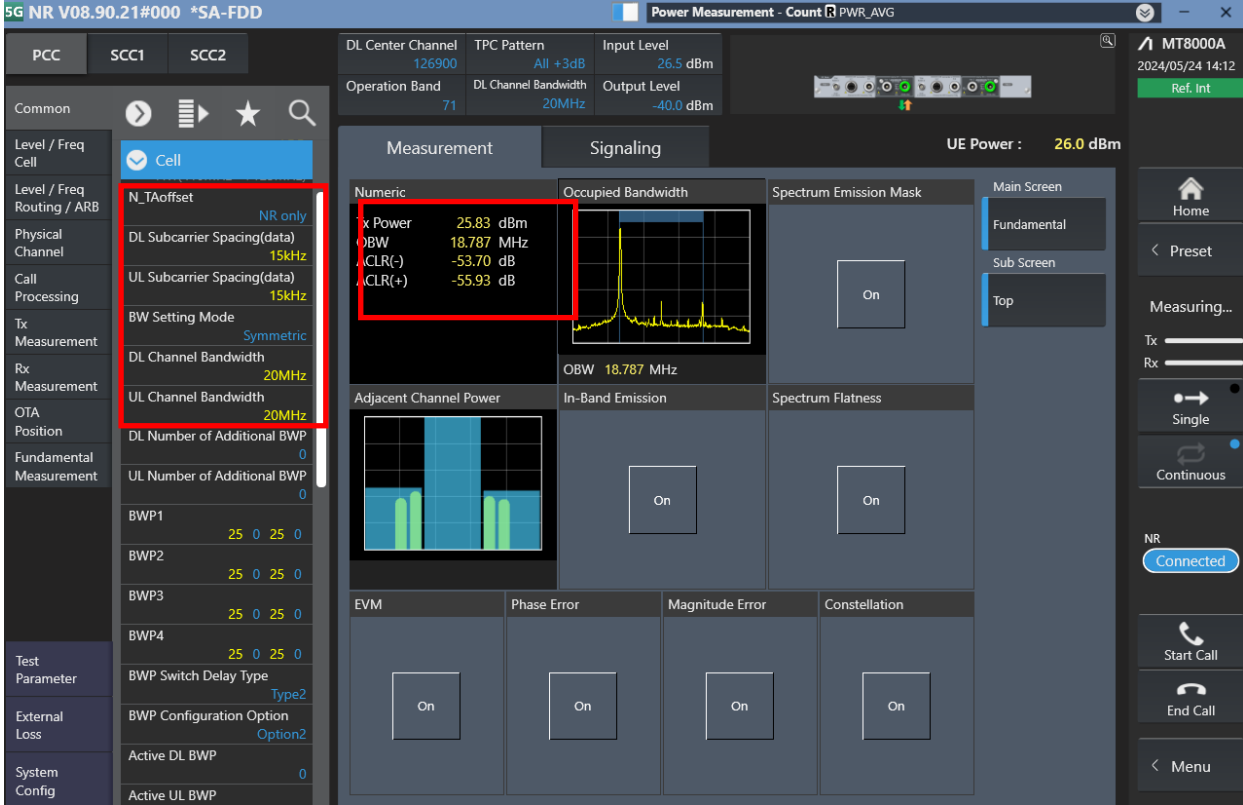 5G NR V08.90.21#000 *SA-FDD
Power Measurement - Count R PWR_AVG
PCC
SCC1
SCC2
DL Center Channel
126900
TPC Pattern
All +3dB
Input Level
26.5 dBm
Operation Band
71
DL Channel Bandwidth
20MHz
Output Level
-40.0 dBm
MT8000A
2024/05/24 14:12
Ref. Int
Common
Level / Freq
Cell
Level / Freq
Routing / ARB
Physical
Channel
Call
Processing
Tx
Measurement
Rx
Measurement
OTA
Position
Fundamental
Measurement
Test
Parameter
External
Loss
System
Config
Cell
N_TAoffset
NR only
DL Subcarrier Spacing(data)
15kHz
UL Subcarrier Spacing(data)
15kHz
BW Setting Mode
Symmetric
DL Channel Bandwidth
20MHz
UL Channel Bandwidth
20MHz
DL Number of Additional BWP
0
UL Number of Additional BWP
0
BWP1
25 0 25 0
BWP2
25 0 25 0
BWP3
25 0 25 0
BWP4
25 0 25 0
BWP Switch Delay Type
Type2
BWP Configuration Option
Option2
Active DL BWP
0
Active UL BWP
Measurement
Signaling
UE Power : 26.0 dBm
Numeric
Tx Power 25.83 dBm
OBW 18.787 MHz
ACLR(-) -53.70 dB
ACLR(+) -55.93 dB
Occupied Bandwidth
OBW 18.787 MHz
Spectrum Emission Mask
On
Adjacent Channel Power
In-Band Emission
On
Spectrum Flatness
On
EVM
On
Phase Error
On
Magnitude Error
On
Constellation
On
Main Screen
Fundamental
Sub Screen
Top
Home
Preset
Measuring...
Tx
Rx
Single
Continuous
NR
Connected
Start Call
End Call
Menu